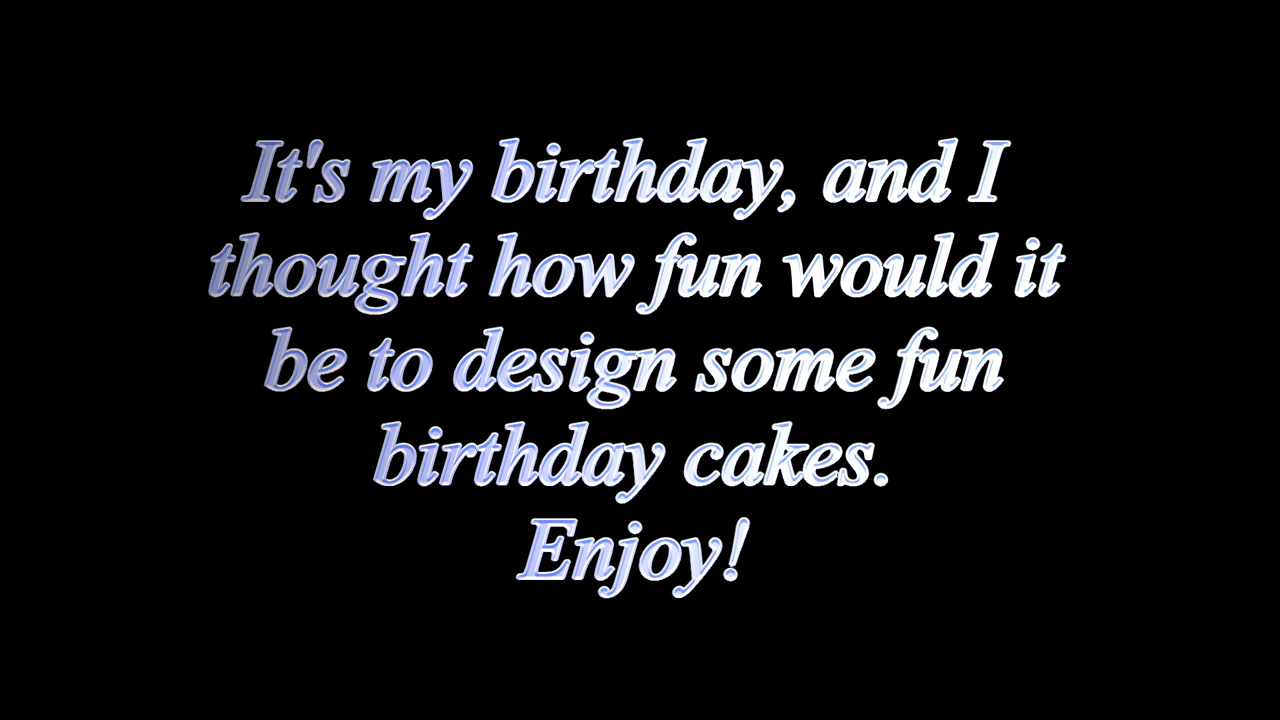 It's my birthday, and I
thought how fun would it
be to design some fun
birthday cakes.
Enjoy!